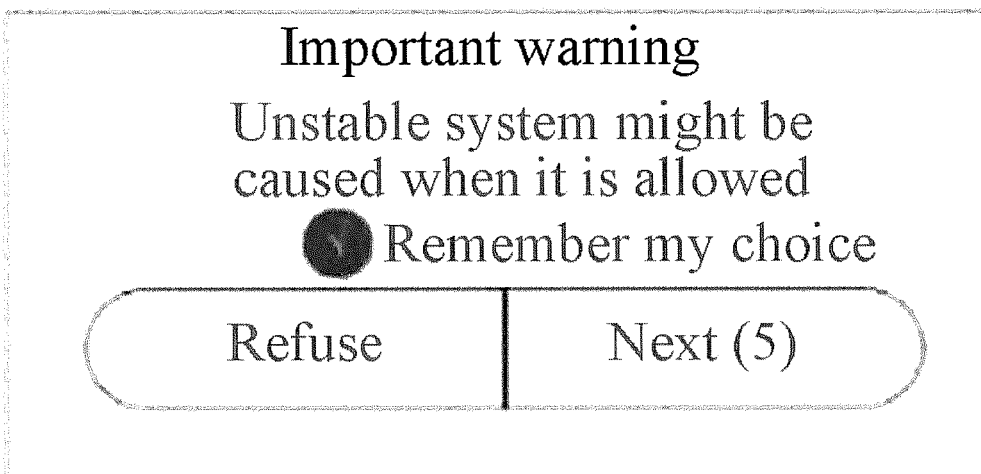 Important warning
Unstable system might be
caused when it is allowed
Remember my choice
Refuse
Next (5)